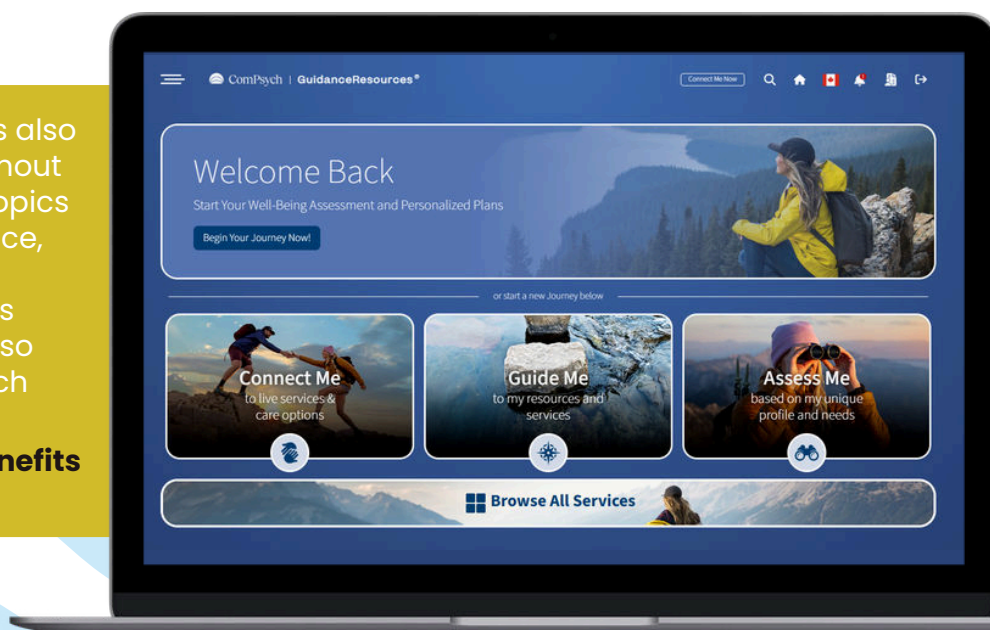 s also
hout
opics
ce,
s
so
ch
nefits
ComPsych | GuidanceResources®
Connect Me Now
Welcome Back
Start Your Well-Being Assessment and Personalized Plans
Begin Your Journey Now!
or start a new Journey below
Connect Me
to live services &
care options
Guide Me
to my resources and
services
Assess Me
based on my unique
profile and needs
Browse All Services